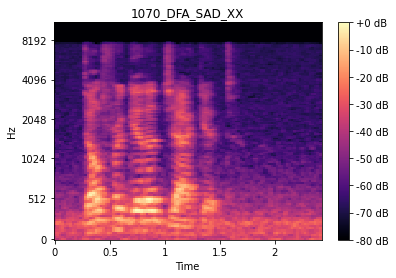 1070_DFA_SAD_XX
+0 dB
8192
-10 dB
4096
-20 dB
-30 dB
2048
Hz
-40 dB
1024
-50 dB
512
-60 dB
-70 dB
0
-80 dB
0 0.5 1 1.5 2
Time